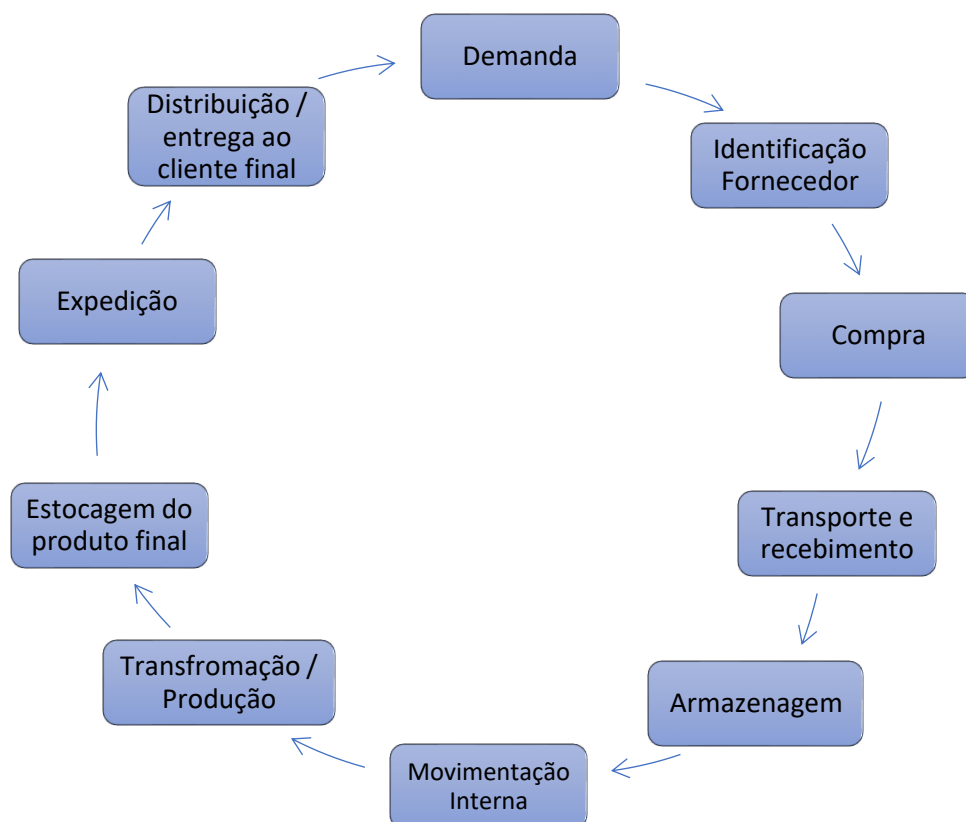 Demanda
Identificação
Fornecedor
Compra
Transporte e
recebimento
Armazenagem
Movimentação
Interna
Transfromação /
Produção
Estocagem do
produto final
Expedição
Distribuição /
entrega ao
cliente final